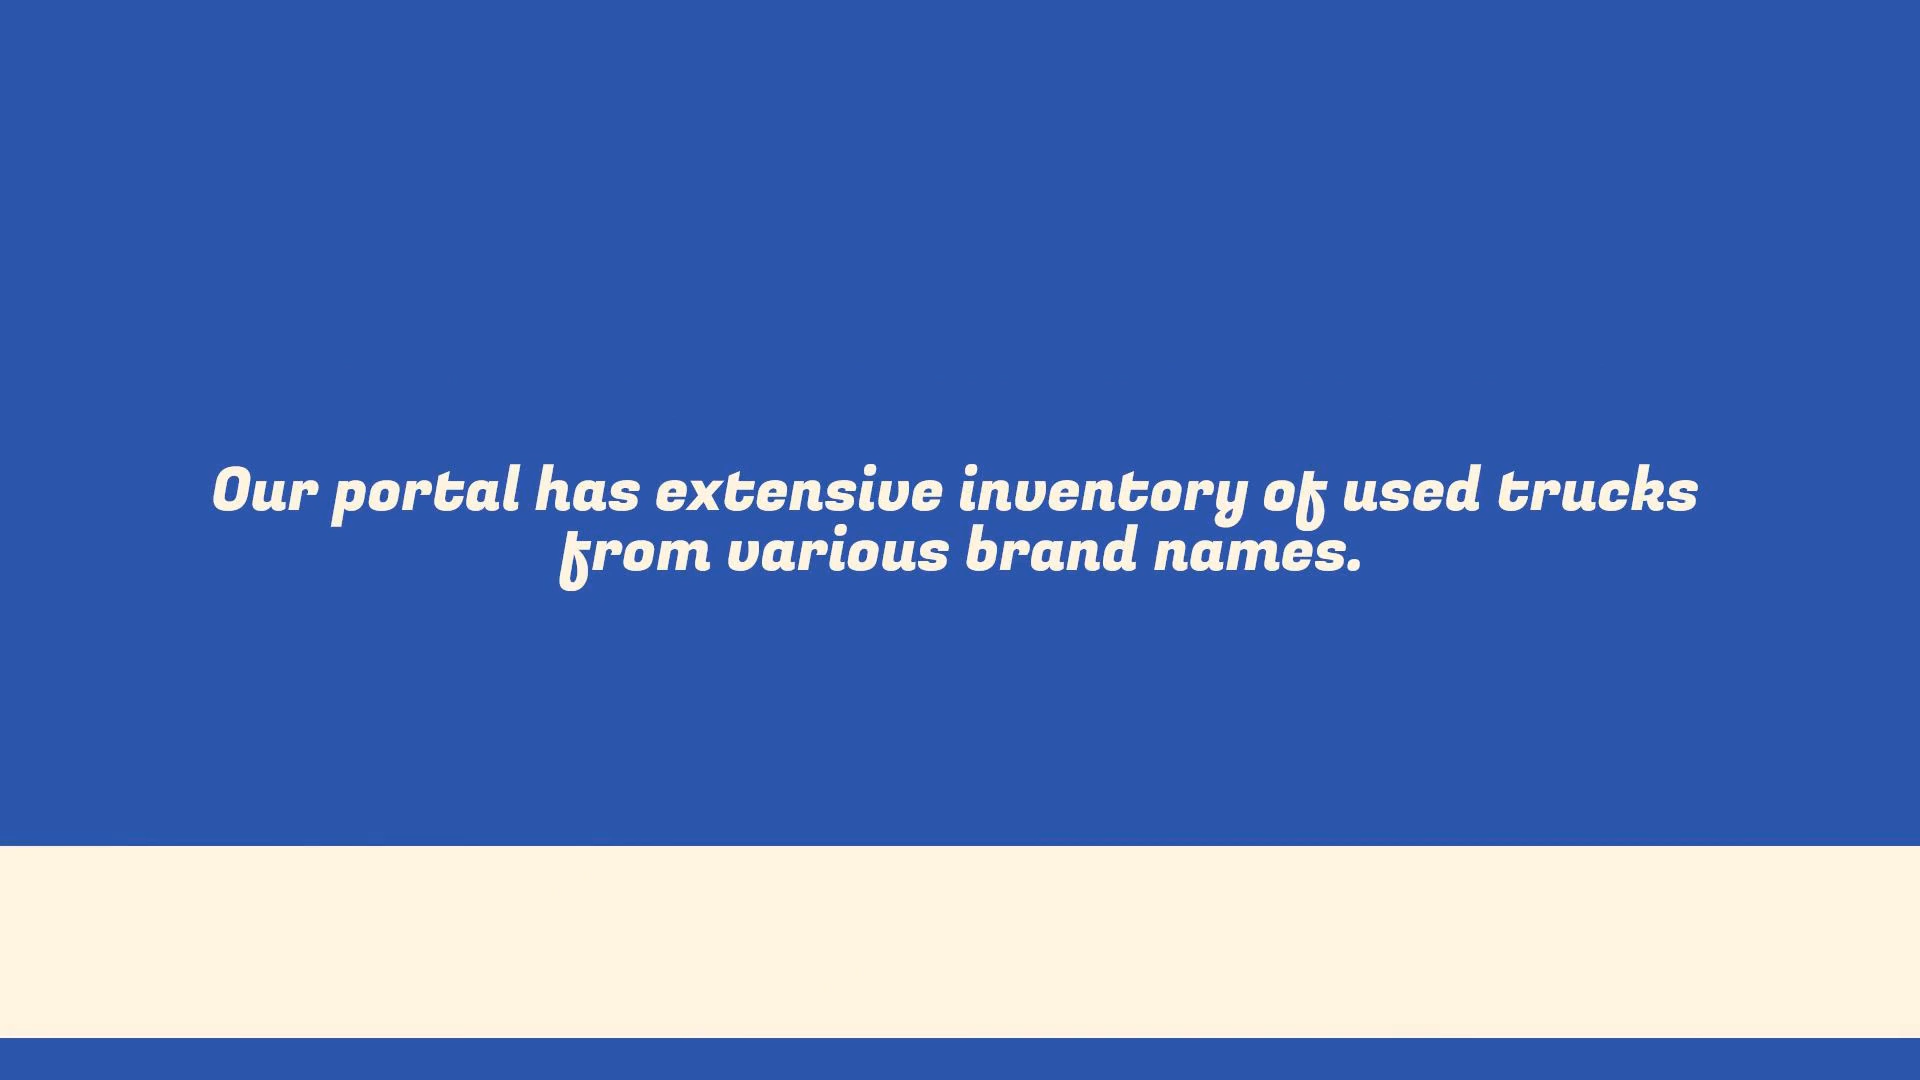 Our portal has extensive inventory of used trucks
from various brand names.